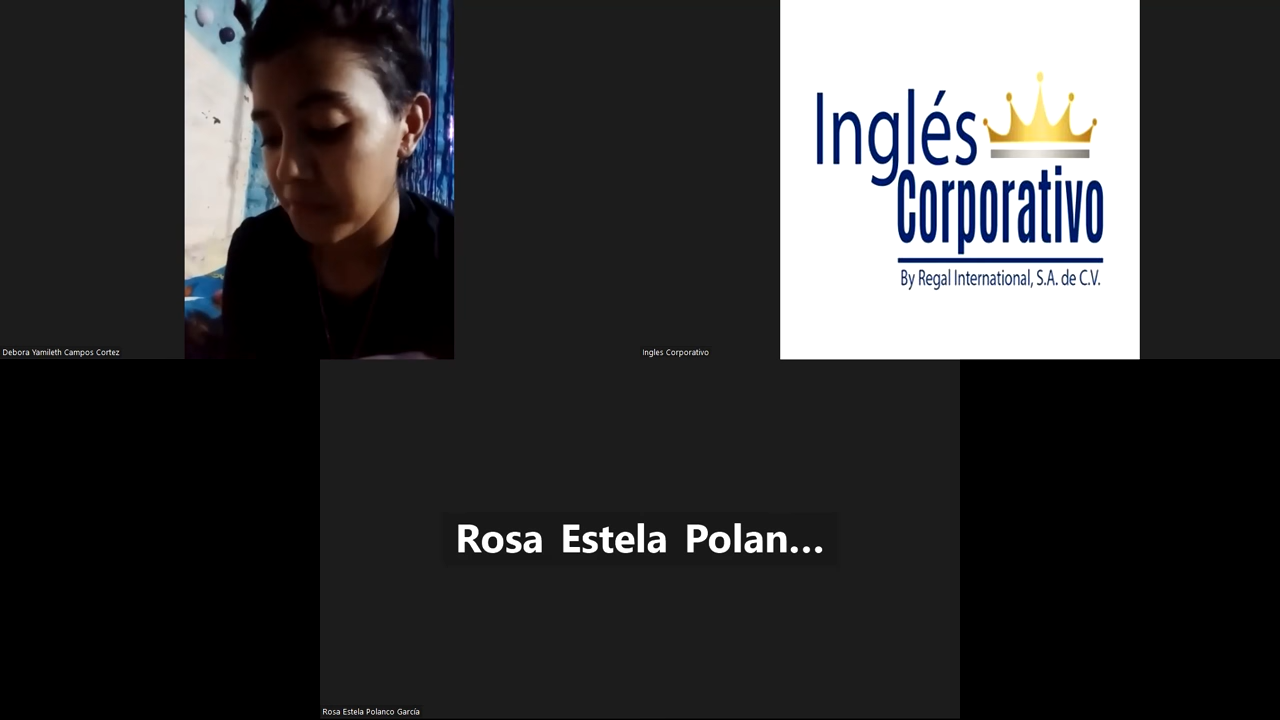 Inglés
Corporativo
By Regal International, S.A. de C.V.
Debora Yamileth Campos Cortez
Ingles Corporativo
Rosa Estela Polan...
Rosa Estela Polanco García